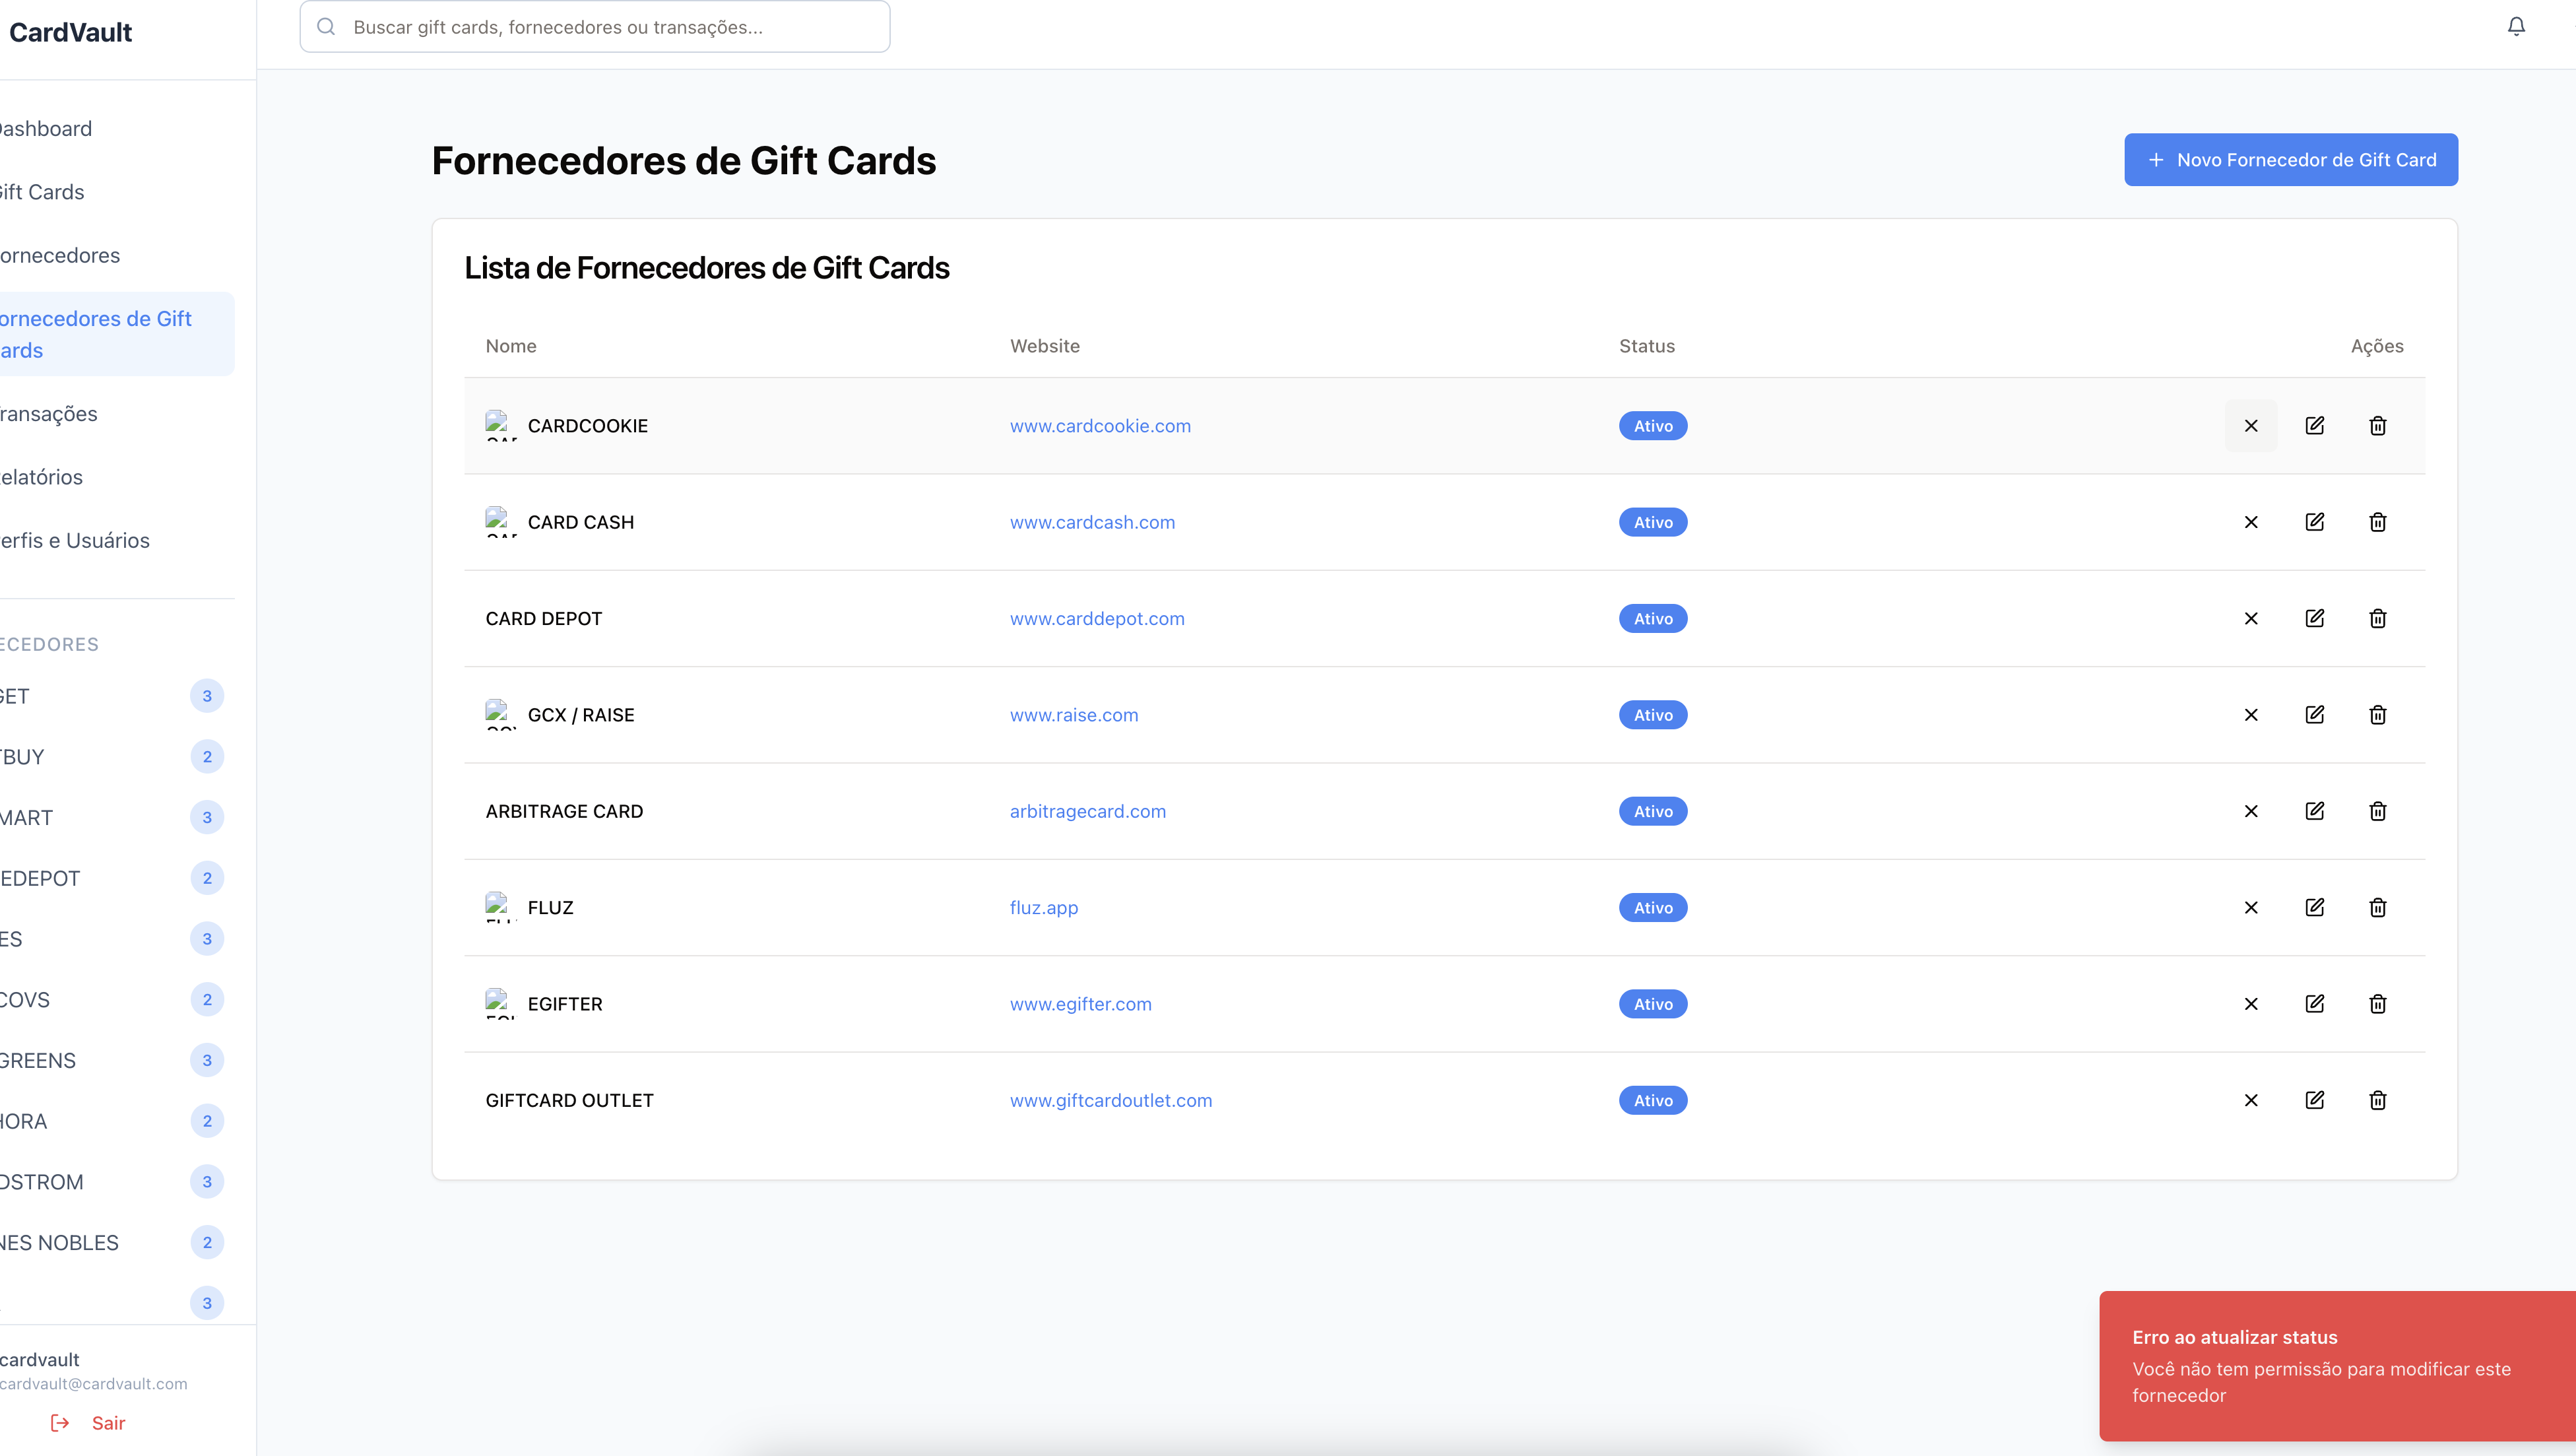 CardVault
Buscar gift cards, fornecedores ou transações...
ashboard
ift Cards
ornecedores
ornecedores de Gift
ards
ransações
elatórios
erfis e Usuários
ECEDORES
GET 3
TBUY 2
MART 3
EDEPOT 2
ES 3
COVS 2
GREENS 3
HORA 2
DSTROM 3
NES NOBLES 2
3
cardvault
cardvault@cardvault.com
Sair
Fornecedores de Gift Cards
+ Novo Fornecedor de Gift Card
Lista de Fornecedores de Gift Cards
Nome Website Status Ações
CARDCOOKIE www.cardcookie.com Ativo
CARD CASH www.cardcash.com Ativo
CARD DEPOT www.carddepot.com Ativo
GCX / RAISE www.raise.com Ativo
ARBITRAGE CARD arbitragecard.com Ativo
FLUZ fluz.app Ativo
EGIFTER www.egifter.com Ativo
GIFTCARD OUTLET www.giftcardoutlet.com Ativo
Erro ao atualizar status
Você não tem permissão para modificar este
fornecedor